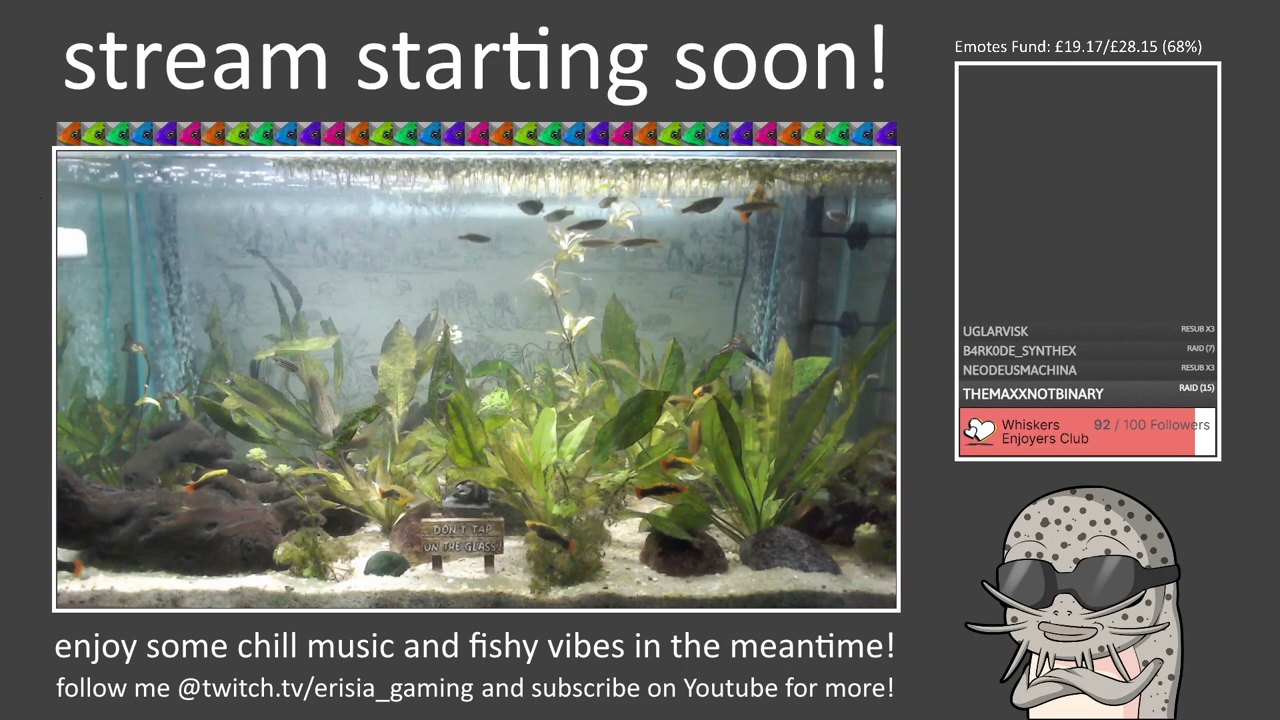 stream starting soon!
Emotes Fund: £19.17/£28.15 (68%)
DON'T TAP
ON THE GLASS!
UGLARVISK RESUB X3
B4RK0DE_SYNTHEX RAID (7)
NEODEUSMACHINA RESUB X3
THEMAXXNOTBINARY RAID (15)
Whiskers 92 / 100 Followers
Enjoyers Club
enjoy some chill music and fishy vibes in the meantime!
follow me @twitch.tv/erisia_gaming and subscribe on Youtube for more!